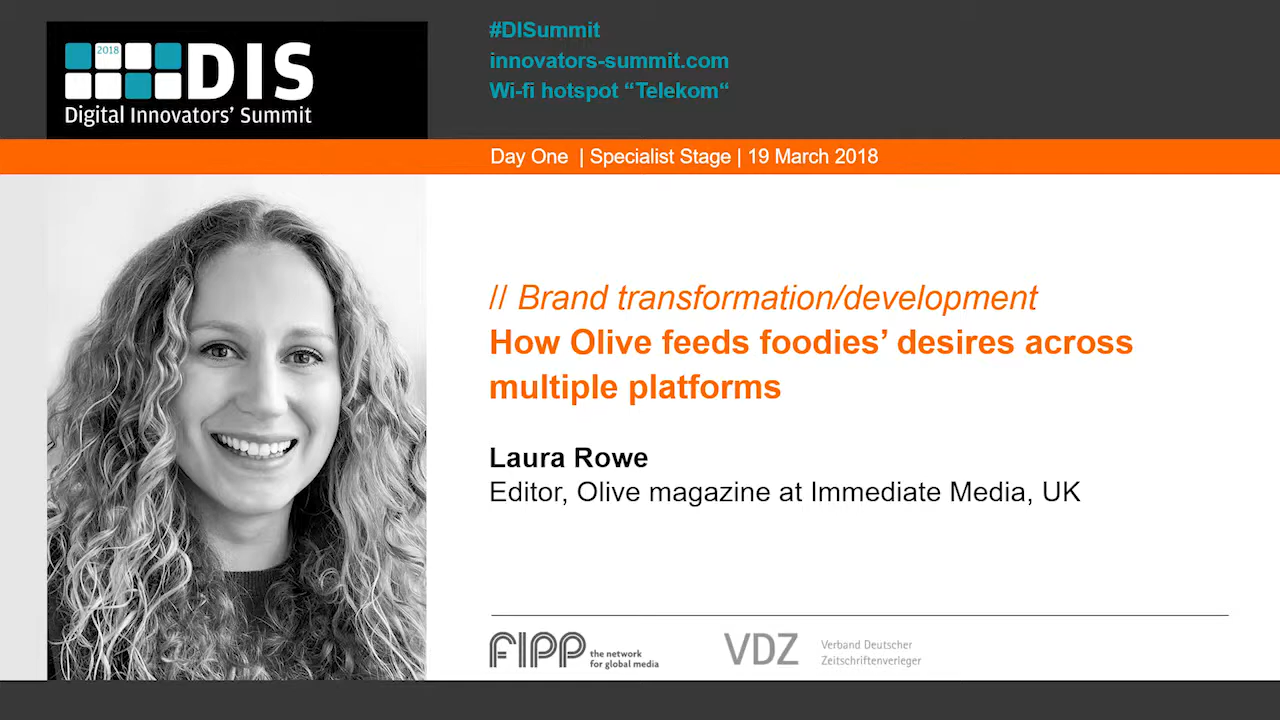 2018
DIS
Digital Innovators' Summit
#DISummit
innovators-summit.com
Wi-fi hotspot “Telekom“
Day One | Specialist Stage | 19 March 2018
// Brand transformation/development
How Olive feeds foodies’ desires across
multiple platforms
Laura Rowe
Editor, Olive magazine at Immediate Media, UK
FIPP the network
for global media
VDZ Verband Deutscher
Zeitschriftenverleger